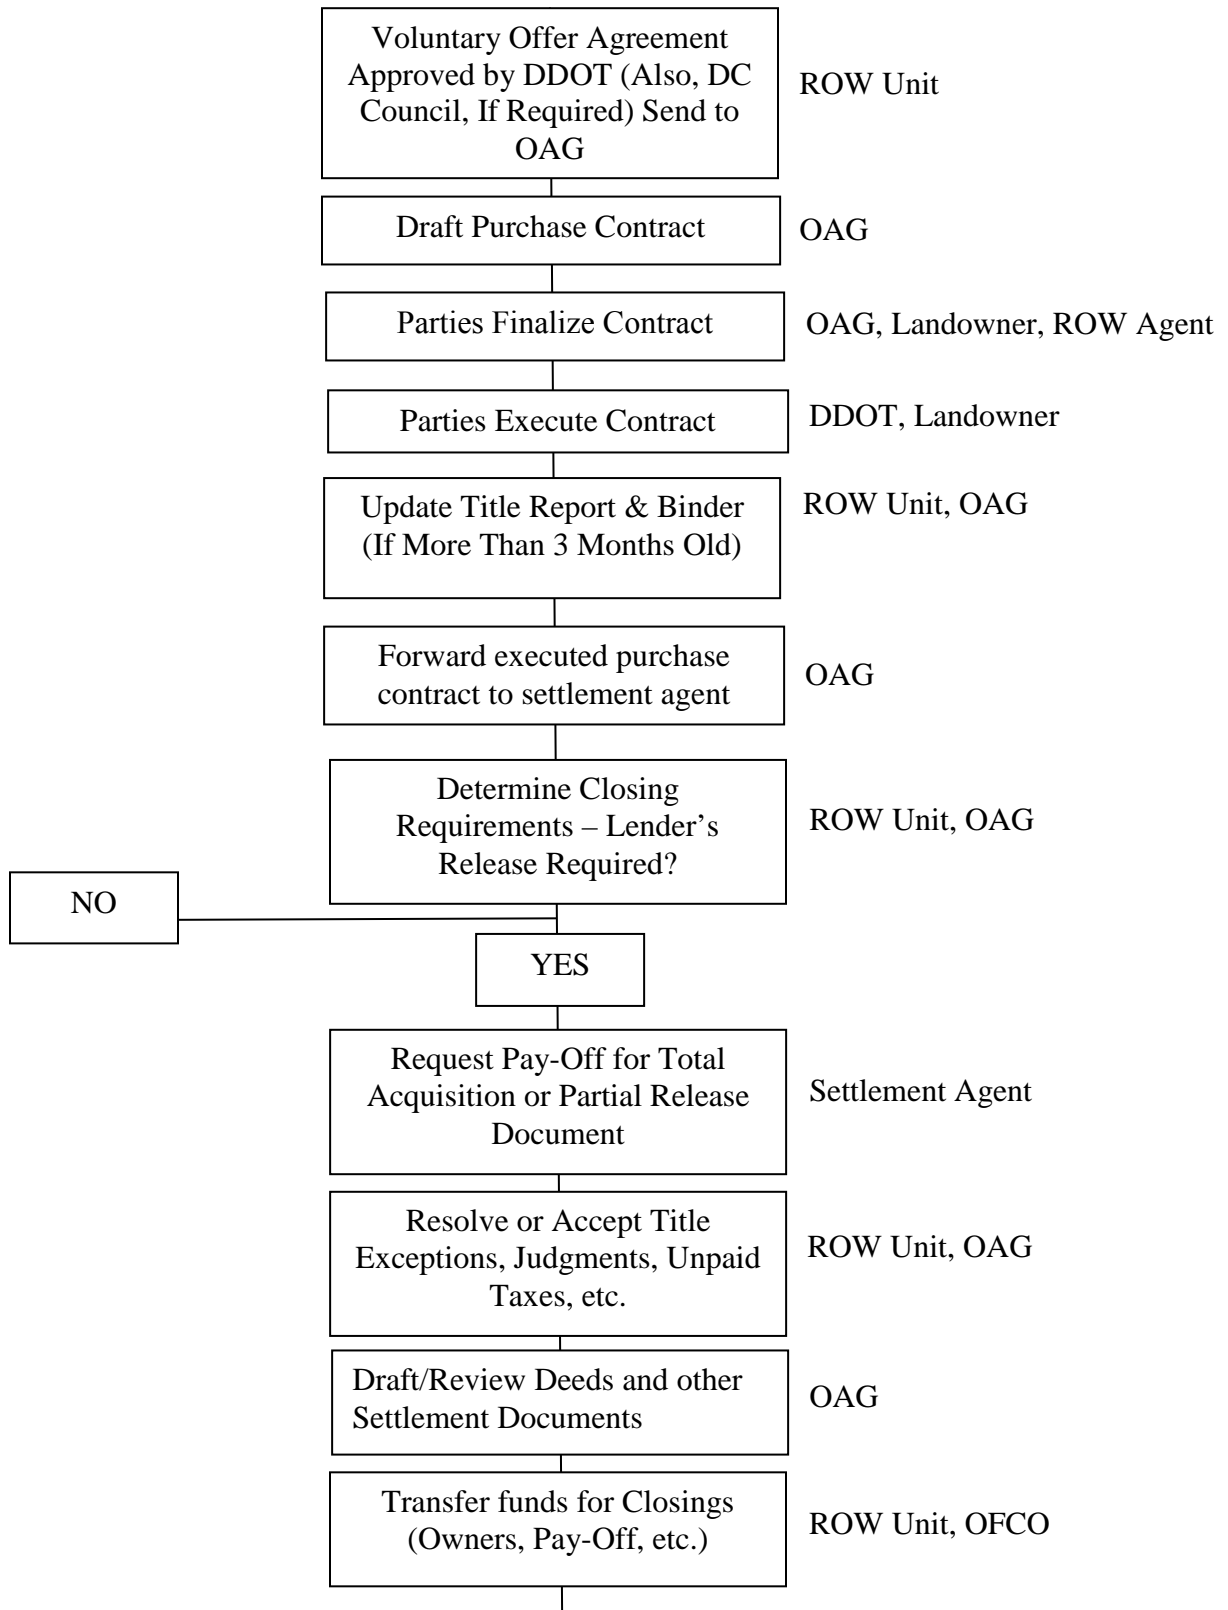 Voluntary Offer Agreement
Approved by DDOT (Also, DC
Council, If Required) Send to
OAG
ROW Unit
Draft Purchase Contract
OAG
Parties Finalize Contract
OAG, Landowner, ROW Agent
Parties Execute Contract
DDOT, Landowner
Update Title Report & Binder
(If More Than 3 Months Old)
ROW Unit, OAG
Forward executed purchase
contract to settlement agent
OAG
Determine Closing
Requirements – Lender’s
Release Required?
ROW Unit, OAG
NO
YES
Request Pay-Off for Total
Acquisition or Partial Release
Document
Settlement Agent
Resolve or Accept Title
Exceptions, Judgments, Unpaid
Taxes, etc.
ROW Unit, OAG
Draft/Review Deeds and other
Settlement Documents
OAG
Transfer funds for Closings
(Owners, Pay-Off, etc.)
ROW Unit, OFCO